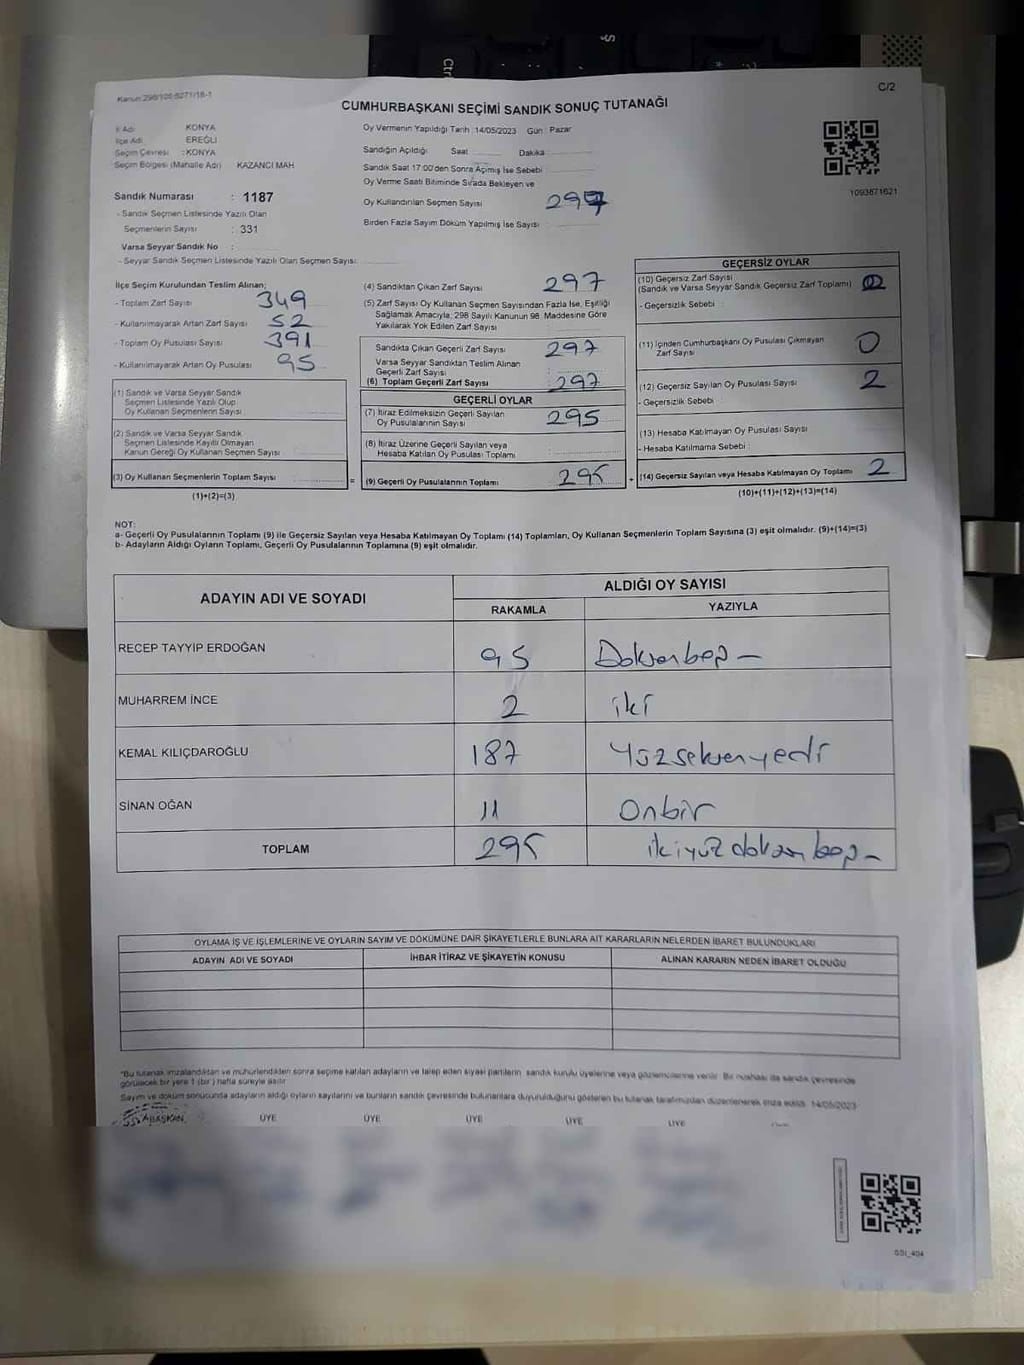 Ctrl
Ş
Kanun:298/106-6271/18-1
C/2
CUMHURBAŞKANI SEÇİMİ SANDIK SONUÇ TUTANAĞI
İl Adı KONYA
İlçe Adı EREĞLİ
Seçim Çevresi :KONYA
Seçim Bölgesi (Mahalle Adı) KAZANCI MAH
Sandık Numarası : 1187
- Sandık Seçmen Listesinde Yazılı Olan
Seçmenlerin Sayısı : 331
Varsa Seyyar Sandık No :
- Seyyar Sandık Seçmen Listesinde Yazılı Olan Seçmen Sayısı:
Oy Vermenin Yapıldığı Tarih :14/05/2023 Gün : Pazar
Sandığın Açıldığı Saat Dakika
Sandık Saat 17:00'den Sonra Açımış İse Sebebi
Oy Verme Saati Bitiminde Sırada Bekleyen ve
Oy Kullandırılan Seçmen Sayısı 297
Birden Fazla Sayım Döküm Yapılmış İse Sayısı
1093871621
İlçe Seçim Kurulundan Teslim Alınan;
- Toplam Zarf Sayısı 349
- Kullanılmayarak Artan Zarf Sayısı 52
- Toplam Oy Pusulası Sayısı 391
- Kullanılmayarak Artan Oy Pusulası 95
(1) Sandık ve Varsa Seyyar Sandık
Seçmen Listesinde Yazılı Olup
Oy Kullanan Seçmenlerin Sayısı
(2) Sandık ve Varsa Seyyar Sandık
Seçmen Listesinde Kayıtlı Olmayan
Kanun Gereği Oy Kullanan Seçmen Sayısı
(3) Oy Kullanan Seçmenlerin Toplam Sayısı =
(1)+(2)=(3)
(4) Sandıktan Çıkan Zarf Sayısı 297
(5) Zarf Sayısı Oy Kullanan Seçmen Sayısından Fazla İse, Eşitliği
Sağlamak Amacıyla; 298 Sayılı Kanunun 98. Maddesine Göre
Yakılarak Yok Edilen Zarf Sayısı
Sandıkta Çıkan Geçerli Zarf Sayısı 297
Varsa Seyyar Sandıktan Teslim Alınan
Geçerli Zarf Sayısı
(6) Toplam Geçerli Zarf Sayısı 297
GEÇERLİ OYLAR
(7) İtiraz Edilmeksizin Geçerli Sayılan
Oy Pusulalarının Sayısı 295
(8) İtiraz Üzerine Geçerli Sayılan veya
Hesaba Katılan Oy Pusulası Toplamı
(9) Geçerli Oy Pusulalarının Toplamı 295 +
GEÇERSİZ OYLAR
(10) Geçersiz Zarf Sayısı
(Sandık ve Varsa Seyyar Sandık Geçersiz Zarf Toplamı)
- Geçersizlik Sebebi :
(11) İçinden Cumhurbaşkanı Oy Pusulası Çıkmayan
Zarf Sayısı 0
(12) Geçersiz Sayılan Oy Pusulası Sayısı 2
- Geçersizlik Sebebi :
(13) Hesaba Katılmayan Oy Pusulası Sayısı
- Hesaba Katılmama Sebebi :
(14) Geçersiz Sayılan veya Hesaba Katılmayan Oy Toplamı 2
(10)+(11)+(12)+(13)=(14)
NOT:
a- Geçerli Oy Pusulalarının Toplamı (9) ile Geçersiz Sayılan veya Hesaba Katılmayan Oy Toplamı (14) Toplamları, Oy Kullanan Seçmenlerin Toplam Sayısına (3) eşit olmalıdır. (9)+(14)=(3)
b- Adayların Aldığı Oyların Toplamı, Geçerli Oy Pusulalarının Toplamına (9) eşit olmalıdır.
ADAYIN ADI VE SOYADI ALDIĞI OY SAYISI
RAKAMLA YAZIYLA
RECEP TAYYİP ERDOĞAN 95 Doksanbeş
MUHARREM İNCE 2 iki
KEMAL KILIÇDAROĞLU 187 Yüzseksenyedi
SİNAN OĞAN 11 Onbir
TOPLAM 295 ikiyüzdoksanbeş
OYLAMA İŞ VE İŞLEMLERİNE VE OYLARIN SAYIM VE DÖKÜMÜNE DAİR ŞİKAYETLERLE BUNLARA AİT KARARLARIN NELERDEN İBARET BULUNDUKLARI
ADAYIN ADI VE SOYADI İHBAR İTİRAZ VE ŞİKAYETİN KONUSU ALINAN KARARIN NEDEN İBARET OLDUĞU
"Bu tutanak imzalandıktan ve mühürlendikten sonra seçime katılan adayların ve talep eden siyasi partilerin sandık kurulu üyelerine veya gözlemcilerine verilir. Bir nüshası da sandık çevresinde
görülecek bir yere 1 (bir) hafta süreyle asılır
Sayım ve döküm sonucunda adayların aldığı oyların sayılarını ve bunların sandık çevresinde bulunanlara duyurulduğunu gösteren bu tutanak tarafımızdan düzenlenerek imza edildi. 14/05/2023
BAŞKAN ÜYE ÜYE ÜYE ÜYE ÜYE
SSI_404